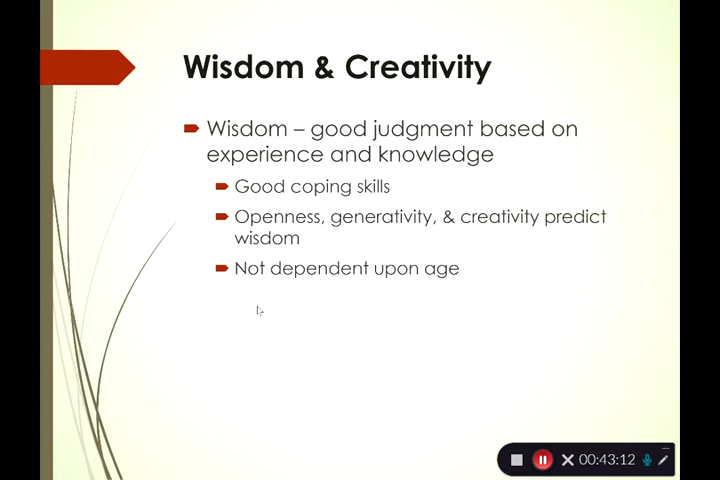 Wisdom & Creativity
Wisdom – good judgment based on
experience and knowledge
Good coping skills
Openness, generativity, & creativity predict
wisdom
Not dependent upon age
00:43:12